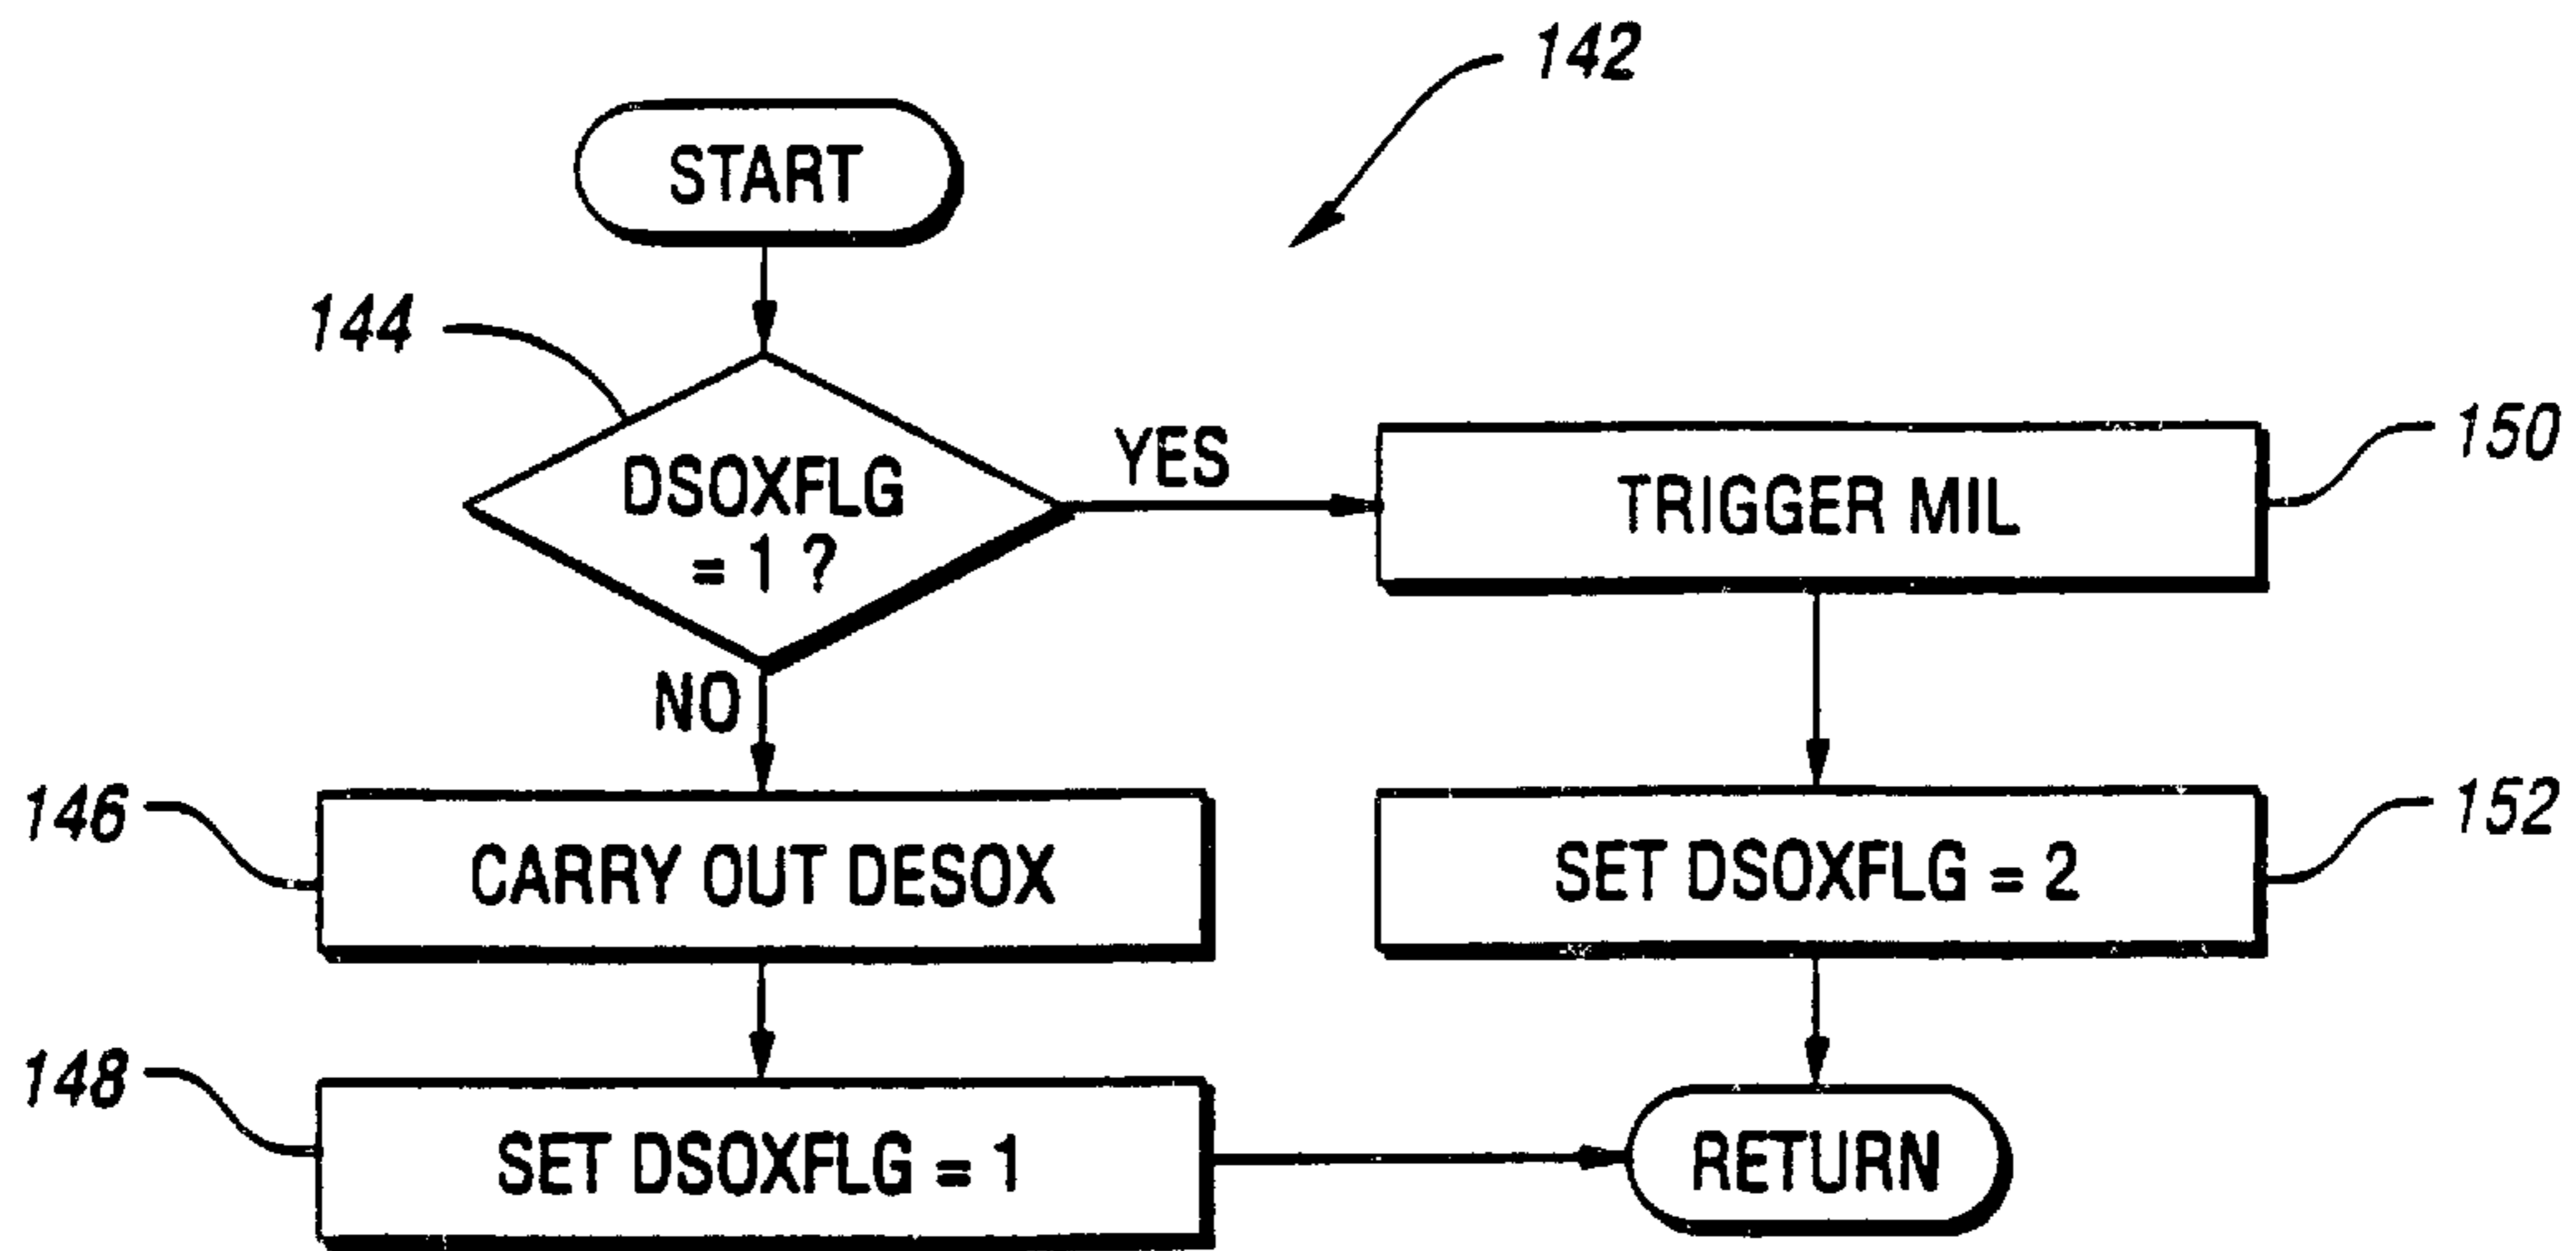 142
START
144
DSOXFLG
= 1 ?
YES
NO
TRIGGER MIL
150
146
CARRY OUT DESOX
SET DSOXFLG = 2
152
148
SET DSOXFLG = 1
RETURN